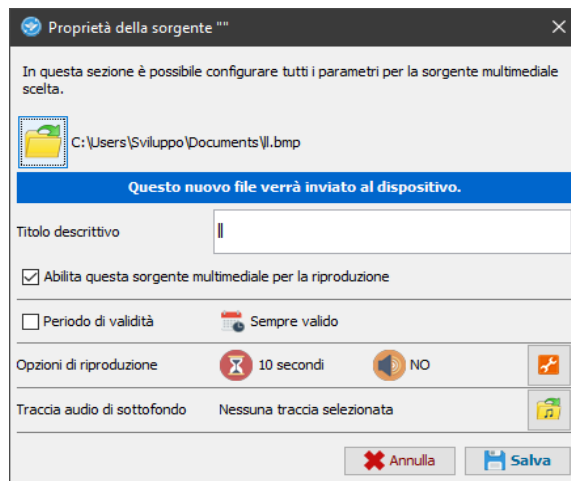 Proprietà della sorgente ""
In questa sezione è possibile configurare tutti i parametri per la sorgente multimediale
scelta.
C:\Users\Sviluppo\Documents\ll.bmp
Questo nuovo file verrà inviato al dispositivo.
Titolo descrittivo ll
Abilita questa sorgente multimediale per la riproduzione
Periodo di validità Sempre valido
Opzioni di riproduzione 10 secondi NO
Traccia audio di sottofondo Nessuna traccia selezionata
Annulla Salva